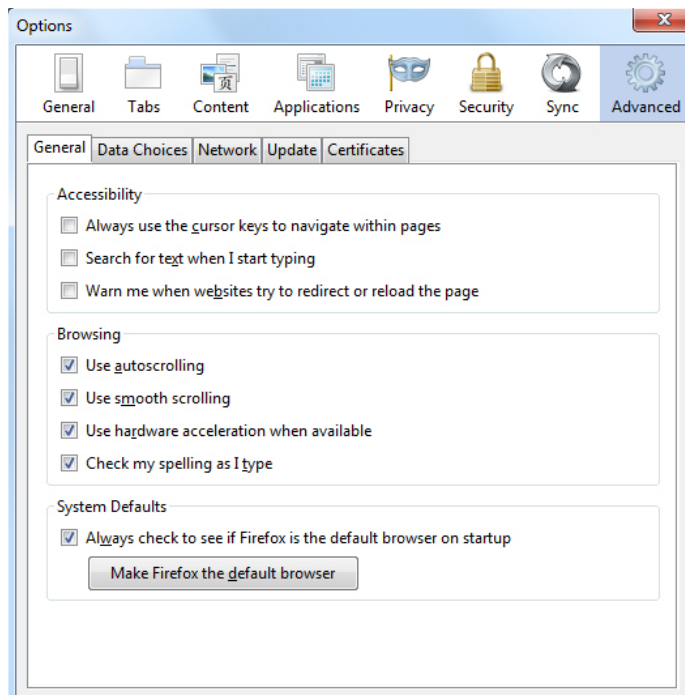 Options
General Tabs Content Applications Privacy Security Sync Advanced
General Data Choices Network Update Certificates
Accessibility
Always use the cursor keys to navigate within pages
Search for text when I start typing
Warn me when websites try to redirect or reload the page
Browsing
Use autoscrolling
Use smooth scrolling
Use hardware acceleration when available
Check my spelling as I type
System Defaults
Always check to see if Firefox is the default browser on startup
Make Firefox the default browser